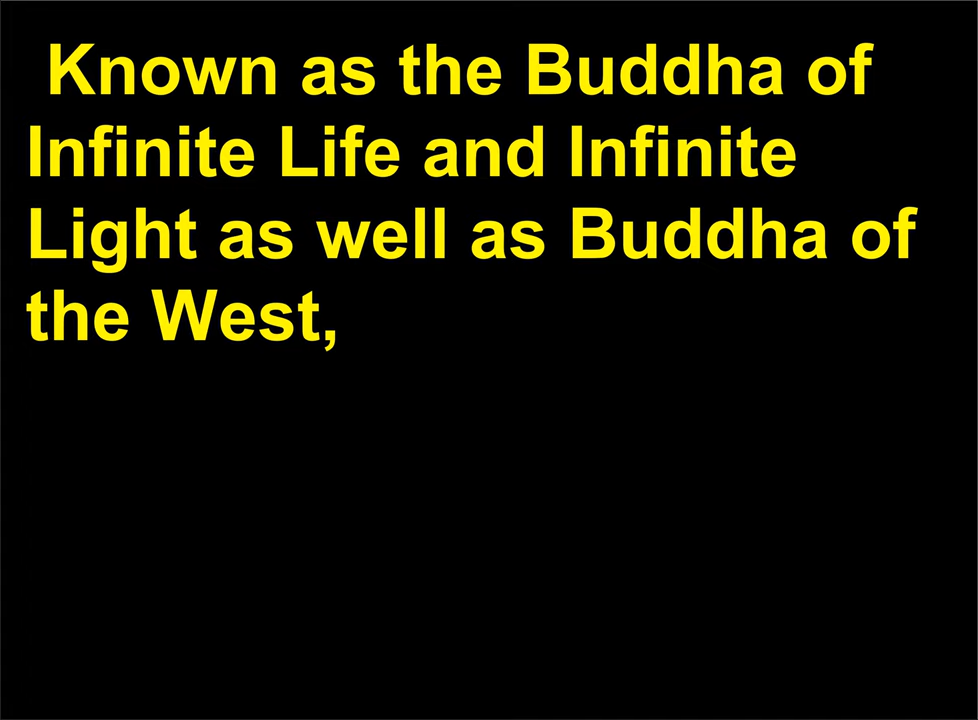 Known as the Buddha of
Infinite Life and Infinite
Light as well as Buddha of
the West,